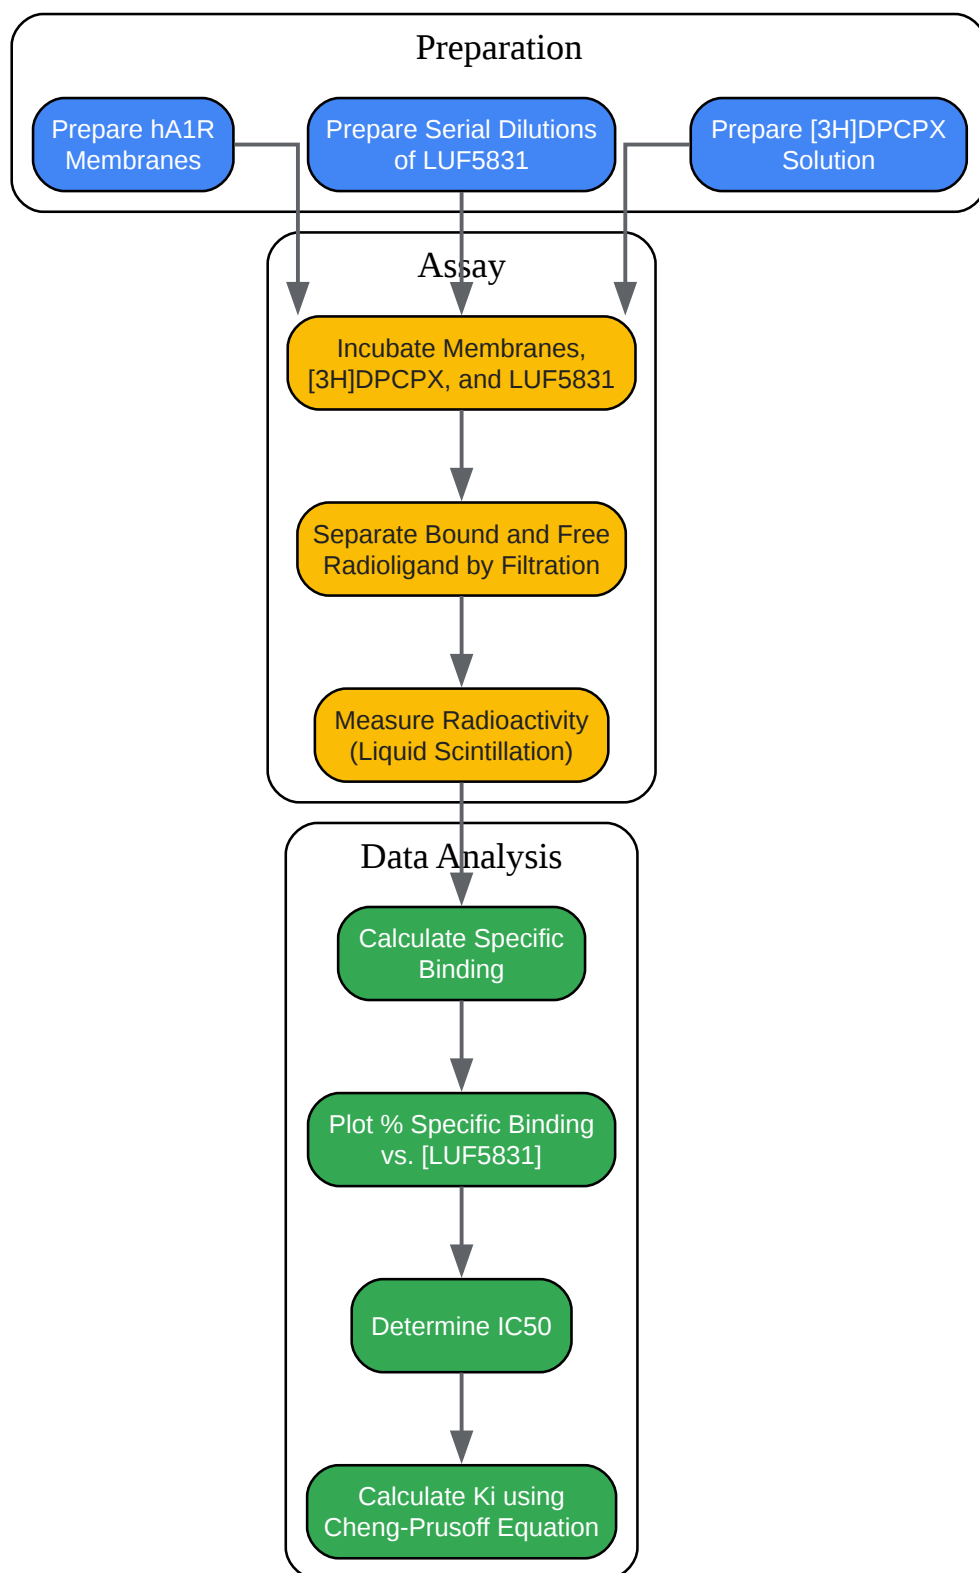 Preparation
Prepare hA1R
Membranes
Prepare Serial Dilutions
of LUF5831
Prepare [3H]DPCPX
Solution
Assay
Incubate Membranes,
[3H]DPCPX, and LUF5831
Separate Bound and Free
Radioligand by Filtration
Measure Radioactivity
(Liquid Scintillation)
Data Analysis
Calculate Specific
Binding
Plot % Specific Binding
vs. [LUF5831]
Determine IC50
Calculate Ki using
Cheng-Prusoff Equation